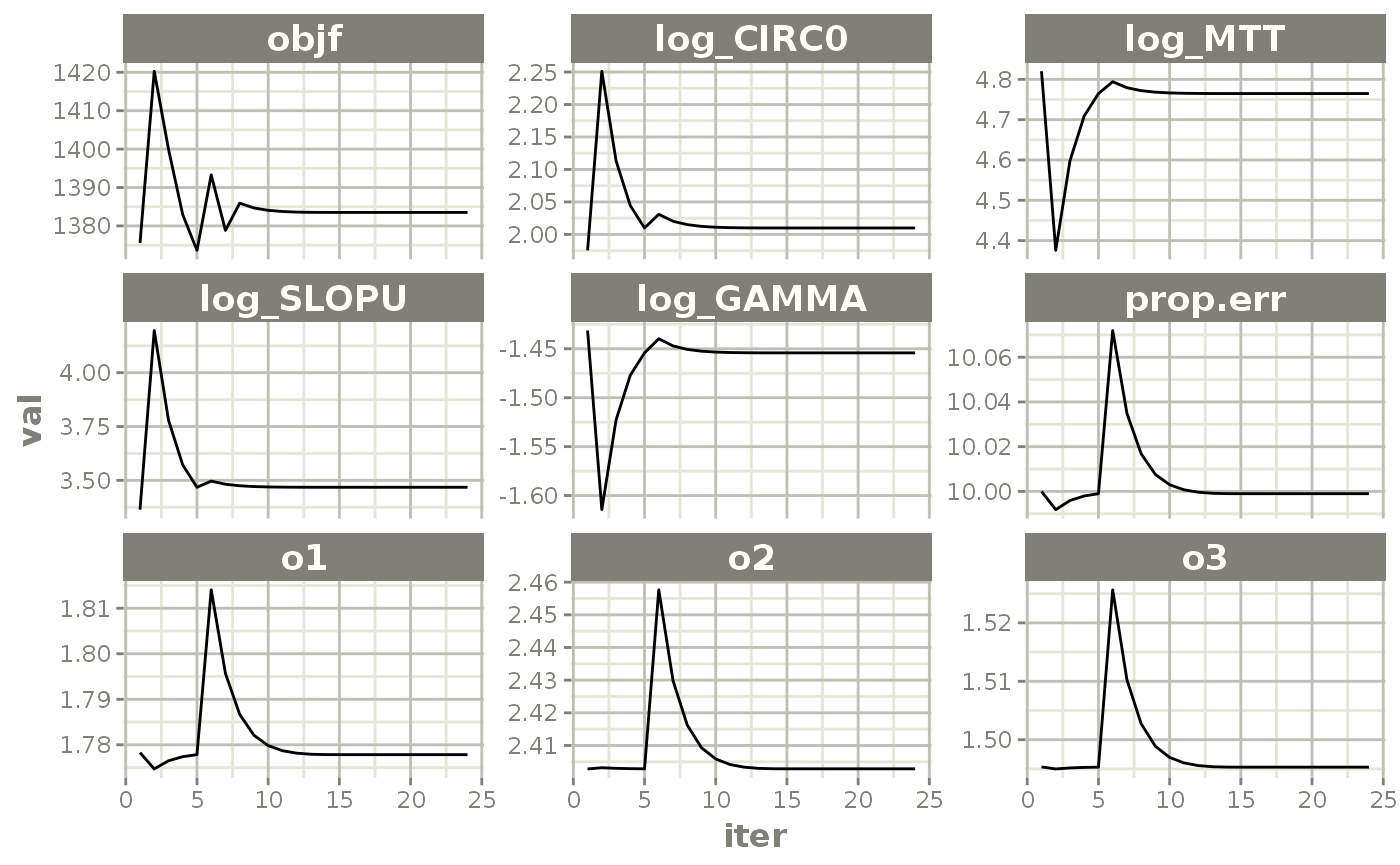 objf
log_CIRC0
log_MTT
1420
1410
1400
1390
1380
2.25
2.20
2.15
2.10
2.05
2.00
4.8
4.7
4.6
4.5
4.4
log_SLOPU
log_GAMMA
prop.err
4.00
3.75
3.50
-1.45
-1.50
-1.55
-1.60
10.06
10.04
10.02
10.00
val
o1
o2
o3
1.81
1.80
1.79
1.78
2.46
2.45
2.44
2.43
2.42
2.41
1.52
1.51
1.50
0 5 10 15 20 25
0 5 10 15 20 25
0 5 10 15 20 25
iter